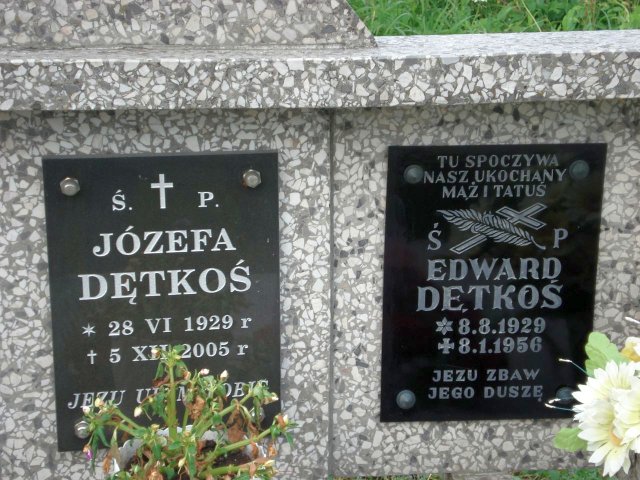 Ś. P.
JÓZEFA
DĘTKOŚ
* 28 VI 1929 r
† 5 XII 2005 r
JEZU
TU SPOCZYWA
NASZ UKOCHANY
MĄŻ I TATUŚ
Ś P
EDWARD
DĘTKOŚ
* 8.8.1929
✝ 8.1.1956
JEZU ZBAW
JEGO DUSZĘ